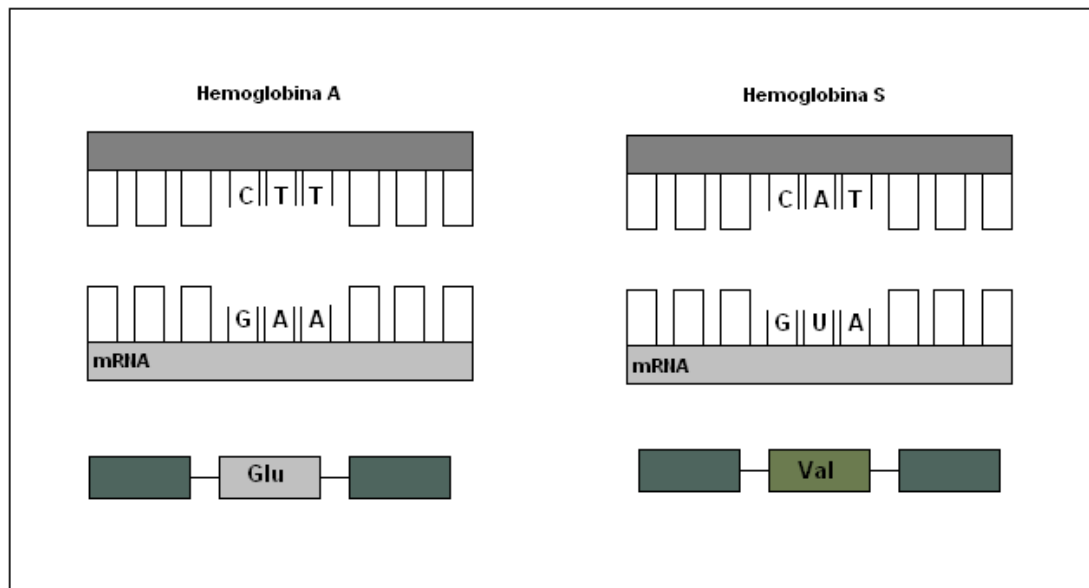 Hemoglobina A
C T T
G A A
mRNA
Glu
Hemoglobina S
C A T
G U A
mRNA
Val